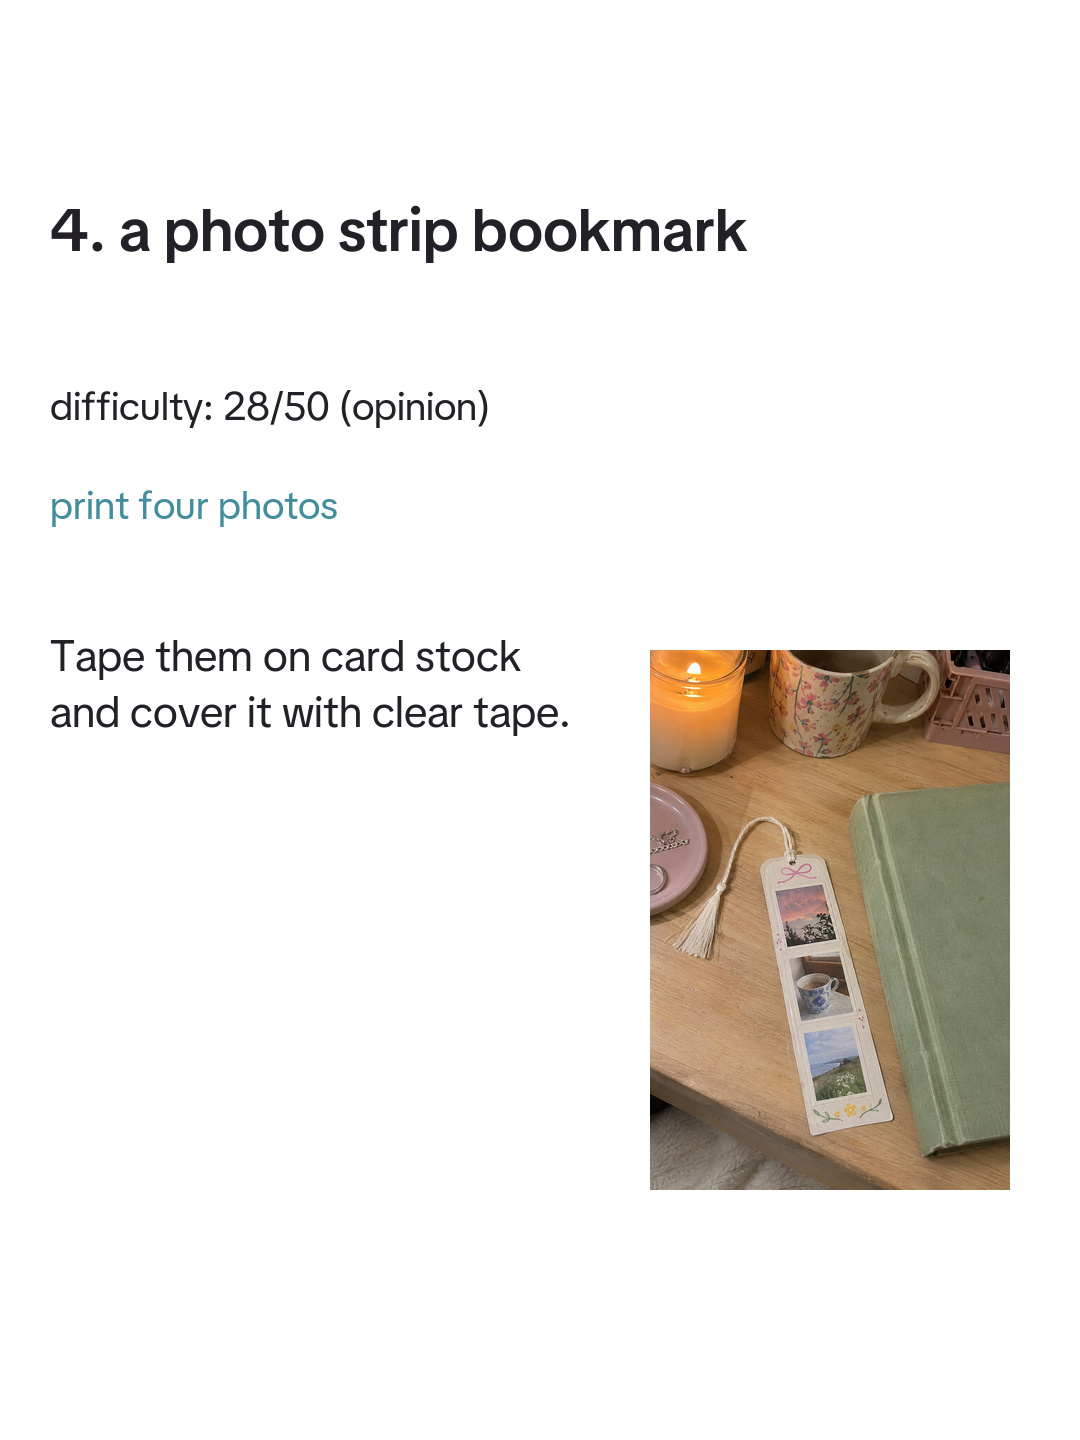 4. a photo strip bookmark
difficulty: 28/50 (opinion)
print four photos
Tape them on card stock
and cover it with clear tape.